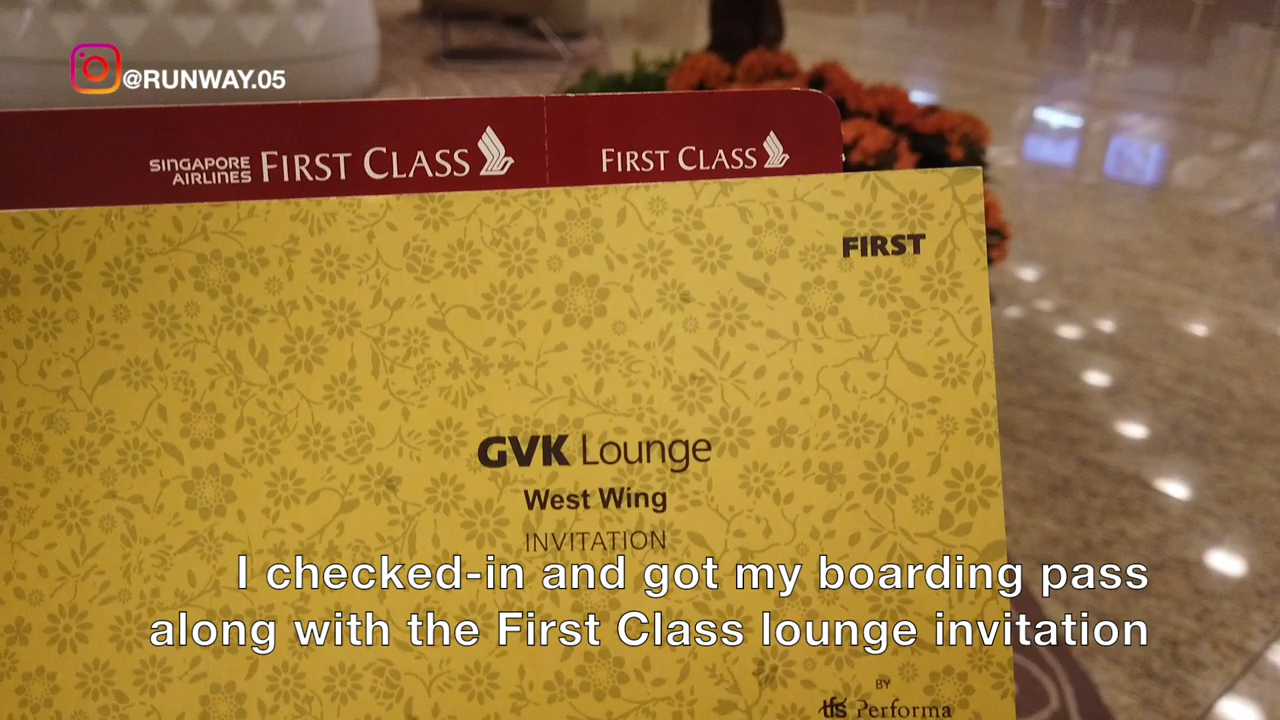 @RUNWAY.05
SINGAPORE AIRLINES FIRST CLASS
FIRST CLASS
FIRST
GVK Lounge
West Wing
INVITATION
I checked-in and got my boarding pass
along with the First Class lounge invitation
BY
tfs Performa